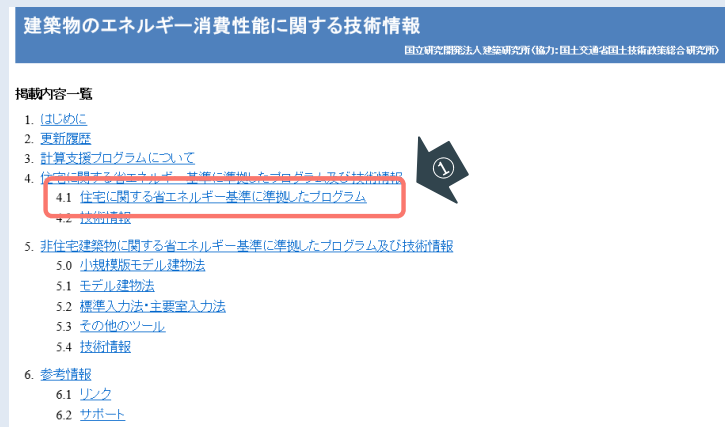 建築物のエネルギー消費性能に関する技術情報
国立研究開発法人建築研究所（協力：国土交通省国土技術政策総合研究所）
掲載内容一覧
1. はじめに
2. 更新履歴
3. 計算支援プログラムについて
4. 住宅に関する省エネルギー基準に準拠したプログラム及び技術情報
①
4.1 住宅に関する省エネルギー基準に準拠したプログラム
4.2 技術情報
5. 非住宅建築物に関する省エネルギー基準に準拠したプログラム及び技術情報
5.0 小規模版モデル建物法
5.1 モデル建物法
5.2 標準入力法・主要室入力法
5.3 その他のツール
5.4 技術情報
6. 参考情報
6.1 リンク
6.2 サポート